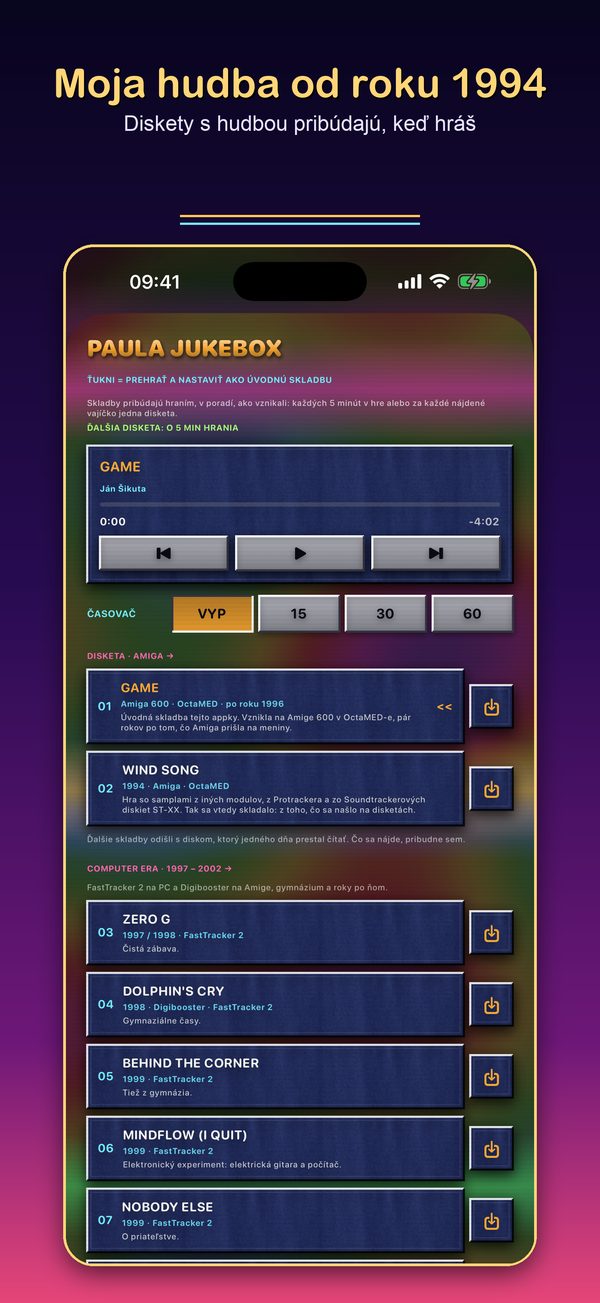 Moja hudba od roku 1994
Diskety s hudbou pribúdajú, keď hráš
09:41
PAULA JUKEBOX
ŤUKNI = PREHRAŤ A NASTAVIŤ AKO ÚVODNÚ SKLADBU
Skladby pribúdajú hraním, v poradí, ako vznikali: každých 5 minút v hre alebo za každé nájdené
vajíčko jedna disketa.
ĎALŠIA DISKETA: O 5 MIN HRANIA
GAME
Ján Šikuta
0:00 -4:02
ČASOVAČ VYP 15 30 60
DISKETA · AMIGA →
01 GAME <<
Amiga 600 · OctaMED · po roku 1996
Úvodná skladba tejto appky. Vznikla na Amige 600 v OctaMED-e, pár
rokov po tom, čo Amiga prišla na meniny.
02 WIND SONG
1994 · Amiga · OctaMED
Hra so samplami z iných modulov, z Protrackera a zo Soundtrackerových
diskiet ST-XX. Tak sa vtedy skladalo: z toho, čo sa našlo na disketách.
Ďalšie skladby odišli s diskom, ktorý jedného dňa prestal čítať. Čo sa nájde, pribudne sem.
COMPUTER ERA · 1997 – 2002 →
FastTracker 2 na PC a Digibooster na Amige, gymnázium a roky po ňom.
03 ZERO G
1997 / 1998 · FastTracker 2
Čistá zábava.
04 DOLPHIN'S CRY
1998 · Digibooster · FastTracker 2
Gymnaziálne časy.
05 BEHIND THE CORNER
1999 · FastTracker 2
Tiež z gymnázia.
06 MINDFLOW (I QUIT)
1999 · FastTracker 2
Elektronický experiment: elektrická gitara a počítač.
07 NOBODY ELSE
1999 · FastTracker 2
O priateľstve.